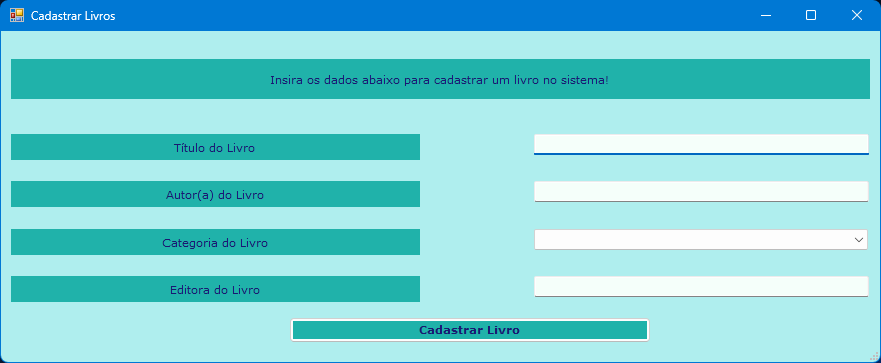 Cadastrar Livros
Insira os dados abaixo para cadastrar um livro no sistema!
Título do Livro
Autor(a) do Livro
Categoria do Livro
Editora do Livro
Cadastrar Livro